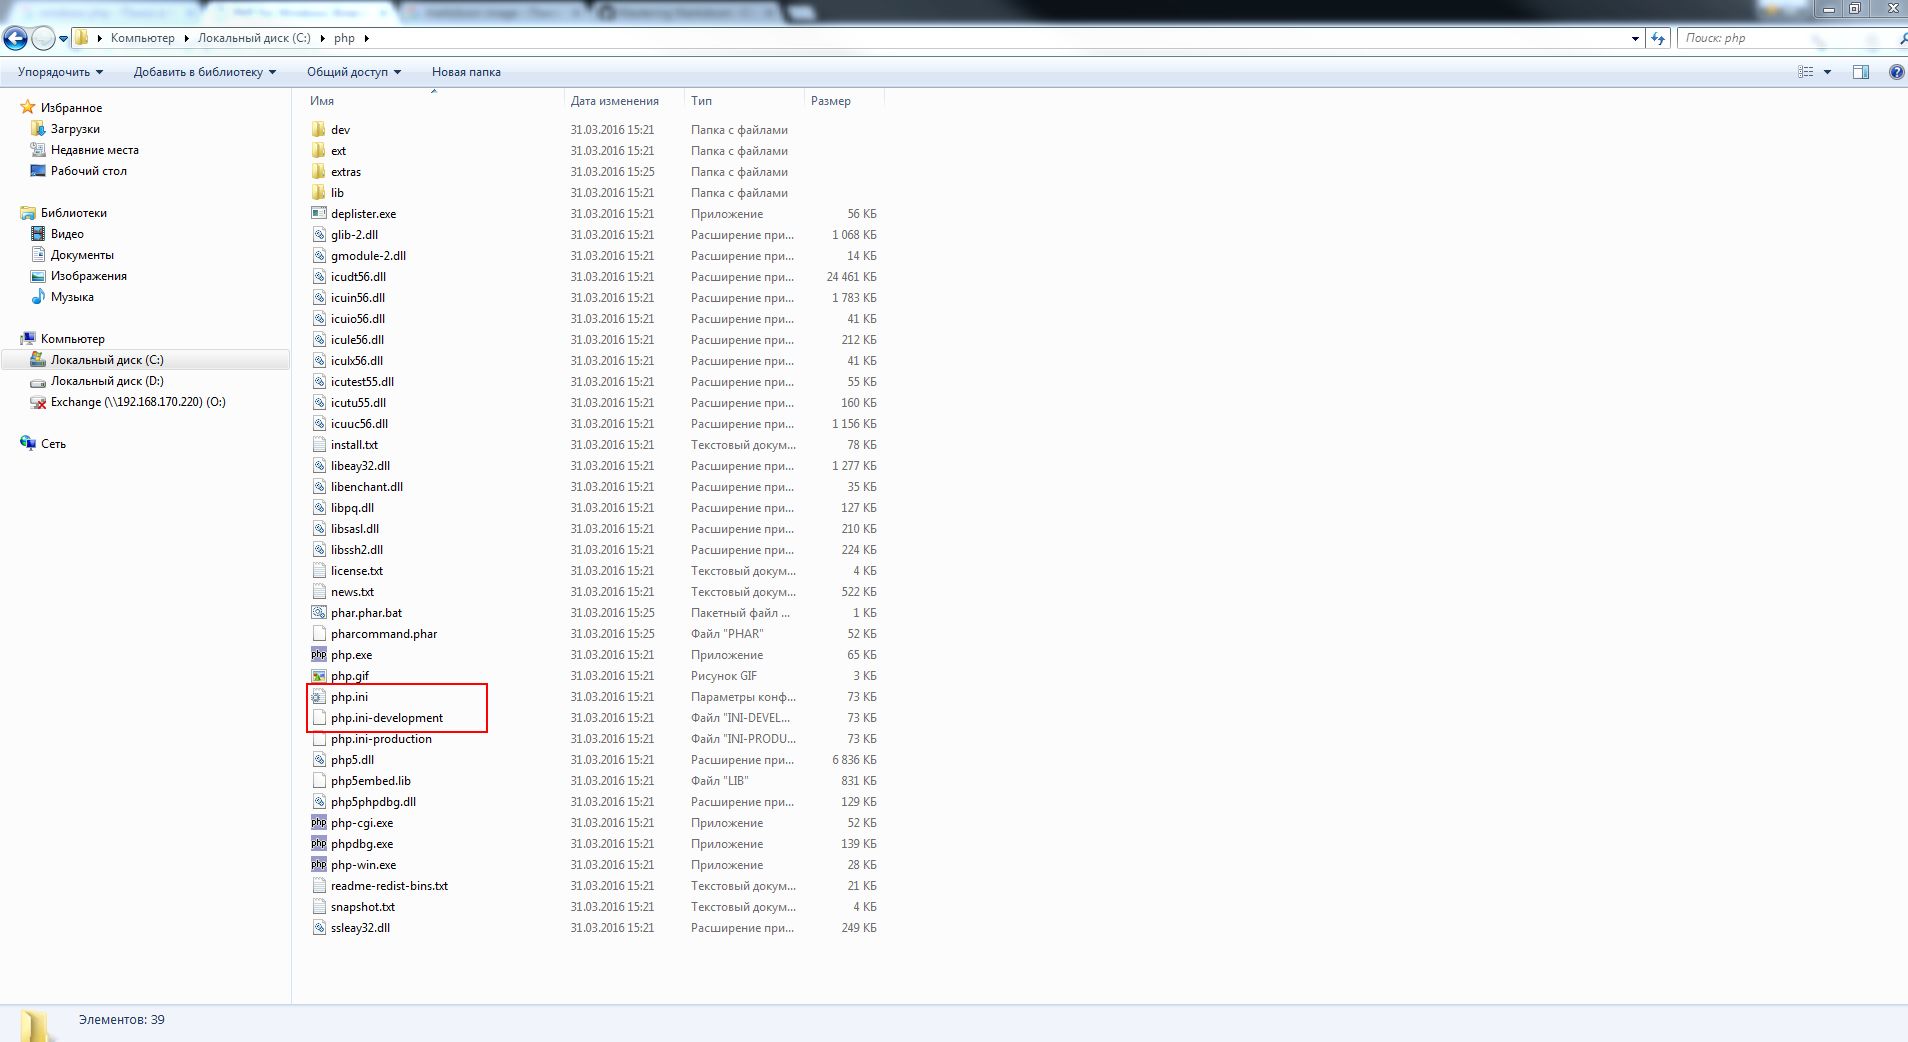 Компьютер Локальный диск (C:) php
Поиск: php
Упорядочить Добавить в библиотеку Общий доступ Новая папка
Имя Дата изменения Тип Размер
Избранное
Загрузки
Недавние места
Рабочий стол
Библиотеки
Видео
Документы
Изображения
Музыка
Компьютер
Локальный диск (C:)
Локальный диск (D:)
Exchange (\\192.168.170.220) (O:)
Сеть
dev 31.03.2016 15:21 Папка с файлами
ext 31.03.2016 15:21 Папка с файлами
extras 31.03.2016 15:25 Папка с файлами
lib 31.03.2016 15:21 Папка с файлами
deplister.exe 31.03.2016 15:21 Приложение 56 КБ
glib-2.dll 31.03.2016 15:21 Расширение при... 1 068 КБ
gmodule-2.dll 31.03.2016 15:21 Расширение при... 14 КБ
icudt56.dll 31.03.2016 15:21 Расширение при... 24 461 КБ
icuin56.dll 31.03.2016 15:21 Расширение при... 1 783 КБ
icuio56.dll 31.03.2016 15:21 Расширение при... 41 КБ
icule56.dll 31.03.2016 15:21 Расширение при... 212 КБ
iculx56.dll 31.03.2016 15:21 Расширение при... 41 КБ
icutest55.dll 31.03.2016 15:21 Расширение при... 55 КБ
icutu55.dll 31.03.2016 15:21 Расширение при... 160 КБ
icuuc56.dll 31.03.2016 15:21 Расширение при... 1 156 КБ
install.txt 31.03.2016 15:21 Текстовый докум... 78 КБ
libeay32.dll 31.03.2016 15:21 Расширение при... 1 277 КБ
libenchant.dll 31.03.2016 15:21 Расширение при... 35 КБ
libpq.dll 31.03.2016 15:21 Расширение при... 127 КБ
libsasl.dll 31.03.2016 15:21 Расширение при... 210 КБ
libssh2.dll 31.03.2016 15:21 Расширение при... 224 КБ
license.txt 31.03.2016 15:21 Текстовый докум... 4 КБ
news.txt 31.03.2016 15:21 Текстовый докум... 522 КБ
phar.phar.bat 31.03.2016 15:25 Пакетный файл ... 1 КБ
pharcommand.phar 31.03.2016 15:25 Файл "PHAR" 52 КБ
php.exe 31.03.2016 15:21 Приложение 65 КБ
php.gif 31.03.2016 15:21 Рисунок GIF 3 КБ
php.ini 31.03.2016 15:21 Параметры конф... 73 КБ
php.ini-development 31.03.2016 15:21 Файл "INI-DEVEL... 73 КБ
php.ini-production 31.03.2016 15:21 Файл "INI-PRODU... 73 КБ
php5.dll 31.03.2016 15:21 Расширение при... 6 836 КБ
php5embed.lib 31.03.2016 15:21 Файл "LIB" 831 КБ
php5phpdbg.dll 31.03.2016 15:21 Расширение при... 129 КБ
php-cgi.exe 31.03.2016 15:21 Приложение 52 КБ
phpdbg.exe 31.03.2016 15:21 Приложение 139 КБ
php-win.exe 31.03.2016 15:21 Приложение 28 КБ
readme-redist-bins.txt 31.03.2016 15:21 Текстовый докум... 21 КБ
snapshot.txt 31.03.2016 15:21 Текстовый докум... 4 КБ
ssleay32.dll 31.03.2016 15:21 Расширение при... 249 КБ
Элементов: 39